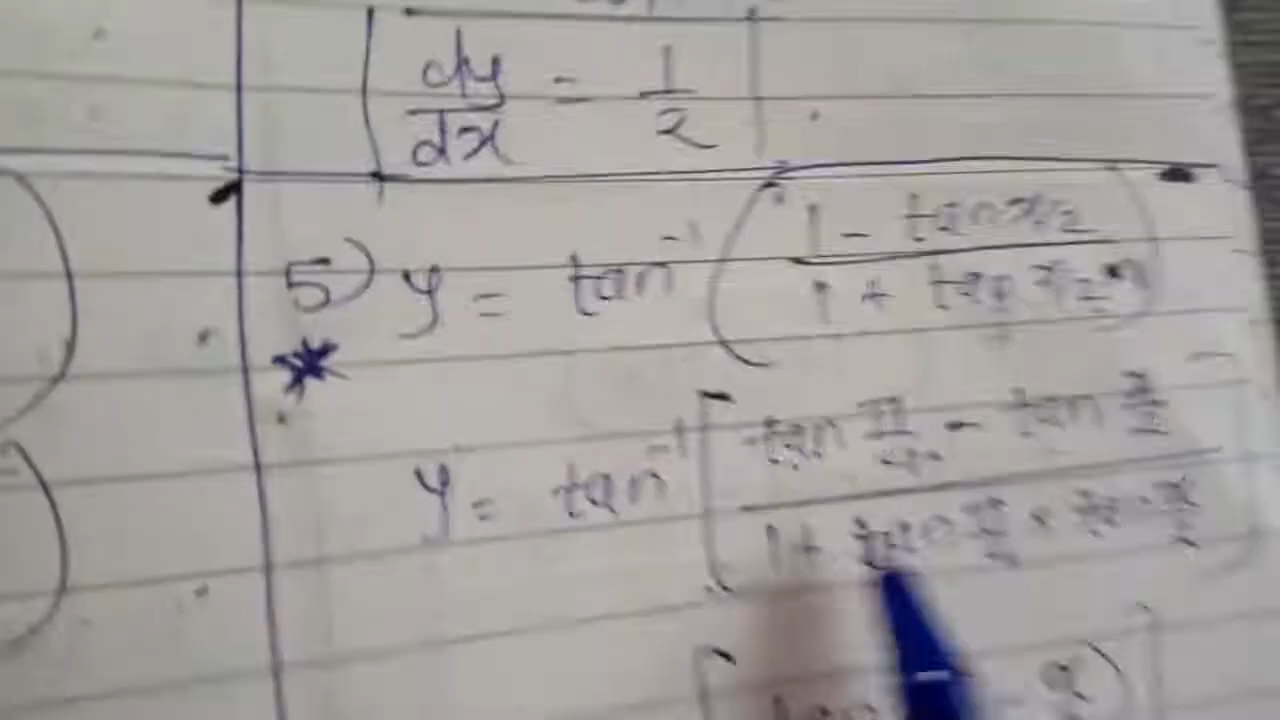 dy/dx = 1/2
5) y = tan⁻¹ (1 - tan x/2 / 1 + tan x/2)
*
y = tan⁻¹ [tan π/4 - tan x/2 / 1 + tan π/4 × tan x/2]
- x